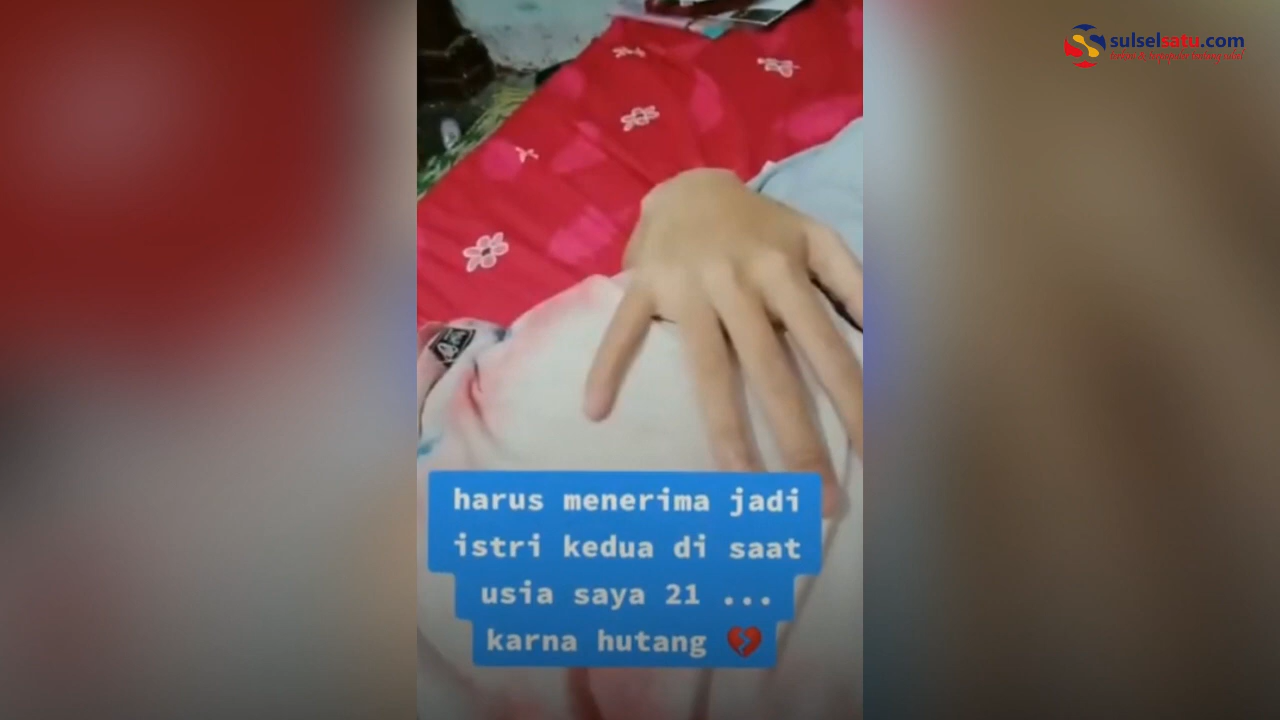 sulselsatu.com
harus menerima jadi
istri kedua di saat
usia saya 21 ...
karna hutang 💔